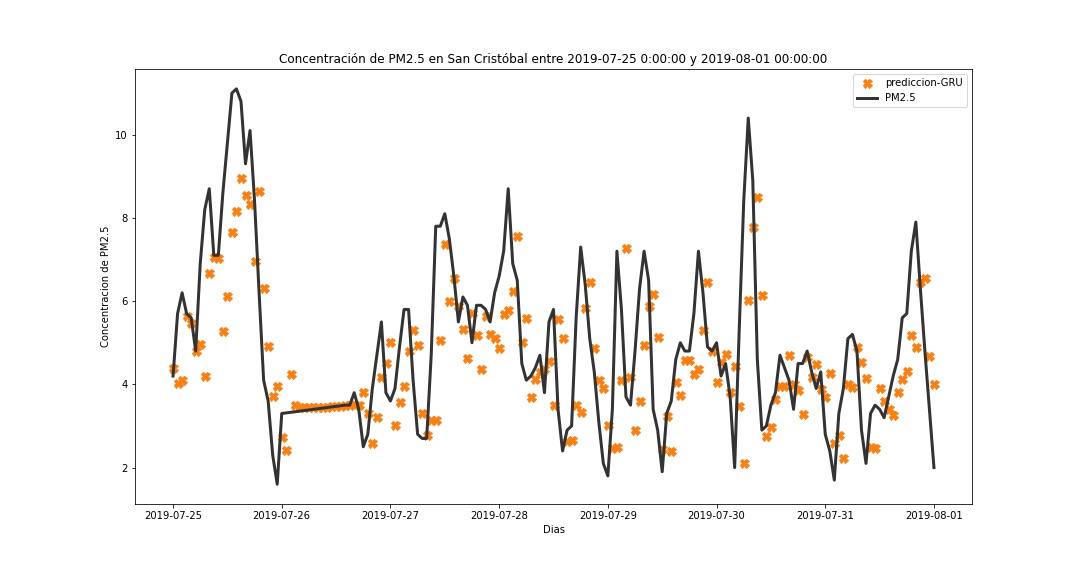 Concentración de PM2.5 en San Cristóbal entre 2019-07-25 0:00:00 y 2019-08-01 00:00:00
prediccion-GRU
PM2.5
Concentracion de PM2.5
10
8
6
4
2
2019-07-25
2019-07-26
2019-07-27
2019-07-28
2019-07-29
2019-07-30
2019-07-31
2019-08-01
Dias